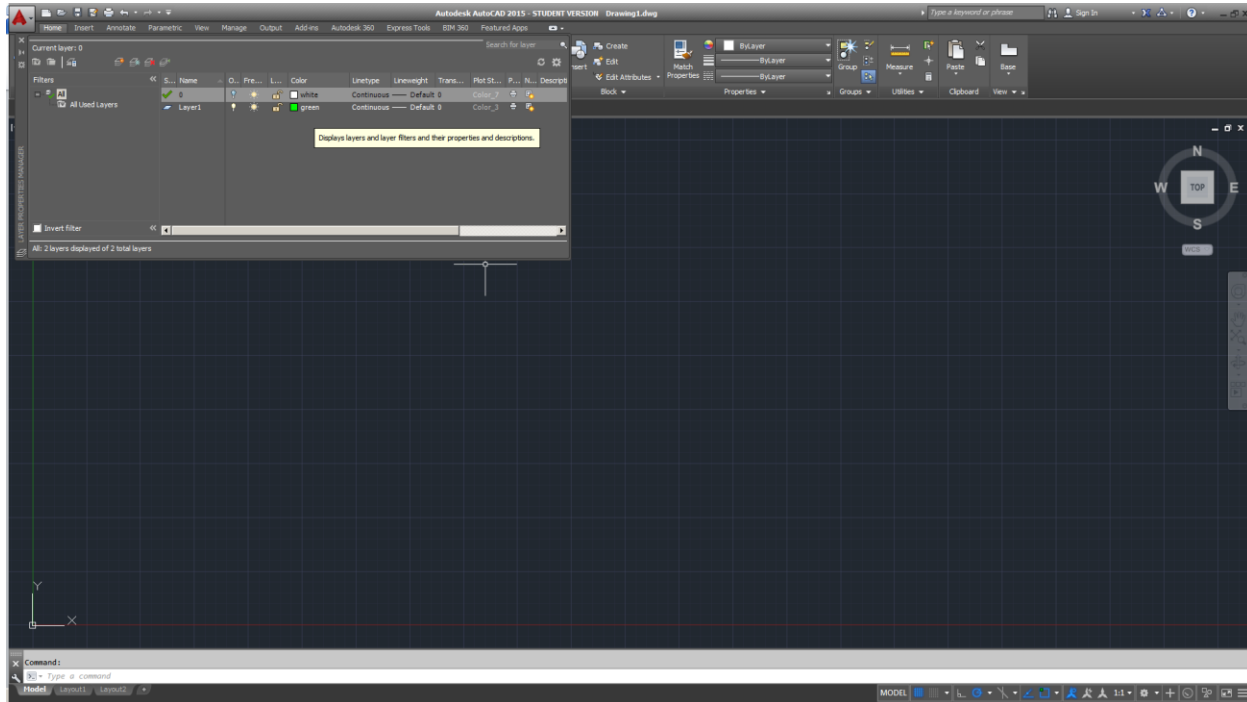 Autodesk AutoCAD 2015 - STUDENT VERSION Drawing1.dwg
Type a keyword or phrase
Sign In
Home Insert Annotate Parametric View Manage Output Add-ins Autodesk 360 Express Tools BIM 360 Featured Apps
Current layer: 0
Search for layer
Filters
S... Name O... Fre... L... Color Linetype Lineweight Trans... Plot St... P... N... Descripti
All
0 white Continuous Default 0 Color_7
All Used Layers
Layer1 green Continuous Default 0 Color_3
Displays layers and layer filters and their properties and descriptions.
LAYER PROPERTIES MANAGER
Invert filter
All: 2 layers displayed of 2 total layers
Create
Edit
Edit Attributes
Block
Match
Properties
ByLayer
ByLayer
ByLayer
Properties
Group
Groups
Measure
Utilities
Paste
Clipboard
Base
View
N
W TOP E
S
WCS
Y
X
Command:
Type a command
Model Layout1 Layout2
MODEL
1:1